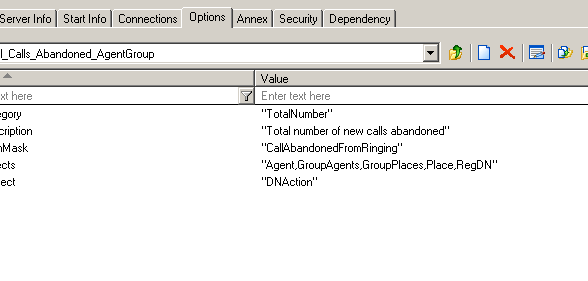 Server Info Start Info Connections Options Annex Security Dependency
l_Calls_Abandoned_AgentGroup
Value
xt here Enter text here
egory "TotalNumber"
cription "Total number of new calls abandoned"
nMask "CallAbandonedFromRinging"
ects "Agent,GroupAgents,GroupPlaces,Place,RegDN"
ect "DNAction"